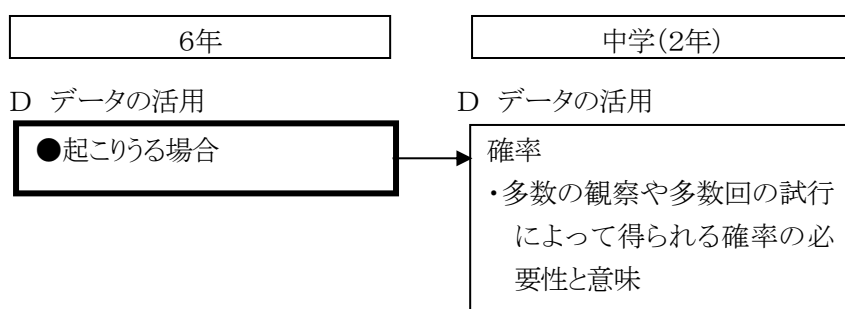 6年
中学(2年)
D データの活用
D データの活用
●起こりうる場合
確率
・多数の観察や多数回の試行
によって得られる確率の必
要性と意味